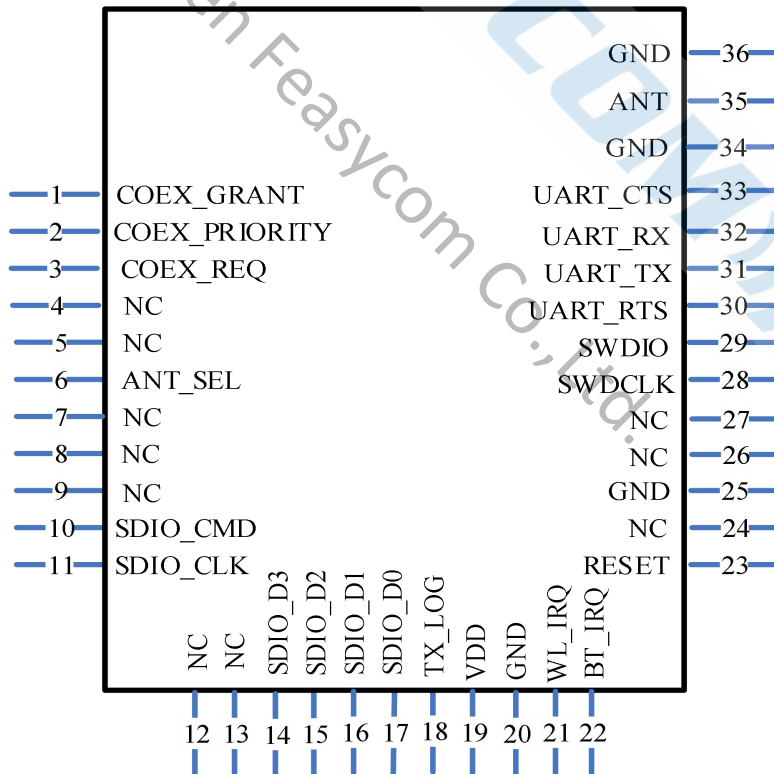 GND 36
ANT 35
GND 34
1 COEX_GRANT UART_CTS 33
2 COEX_PRIORITY UART_RX 32
3 COEX_REQ UART_TX 31
4 NC UART_RTS 30
5 NC SWDIO 29
6 ANT_SEL SWDCLK 28
7 NC NC 27
8 NC NC 26
9 NC GND 25
10 SDIO_CMD NC 24
11 SDIO_CLK RESET 23
NC NC SDIO_D3 SDIO_D2 SDIO_D1 SDIO_D0 TX_LOG VDD GND WL_IRQ BT_IRQ
12 13 14 15 16 17 18 19 20 21 22
Feasycom Co.,Ltd.